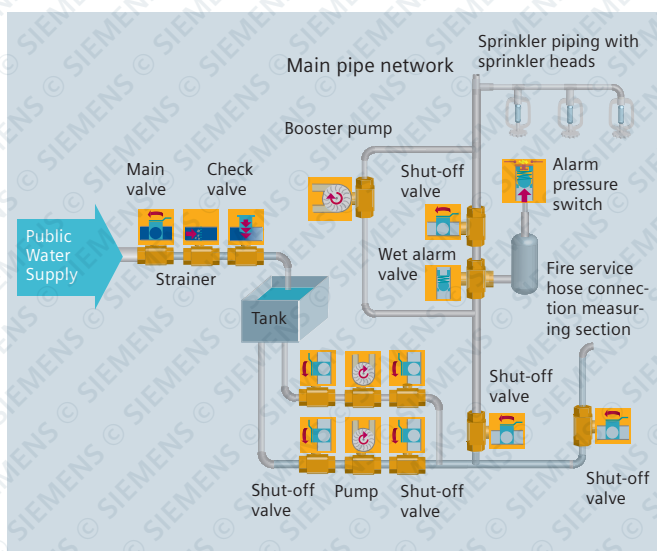 Sprinkler piping with
sprinkler heads
Main pipe network
Booster pump
Main
valve
Check
valve
Shut-off
valve
Alarm
pressure
switch
Public
Water
Supply
Strainer
Wet alarm
valve
Fire service
hose connec-
tion measur-
ing section
Tank
Shut-off
valve
Shut-off
valve
Pump
Shut-off
valve
Shut-off
valve
© SIEMENS